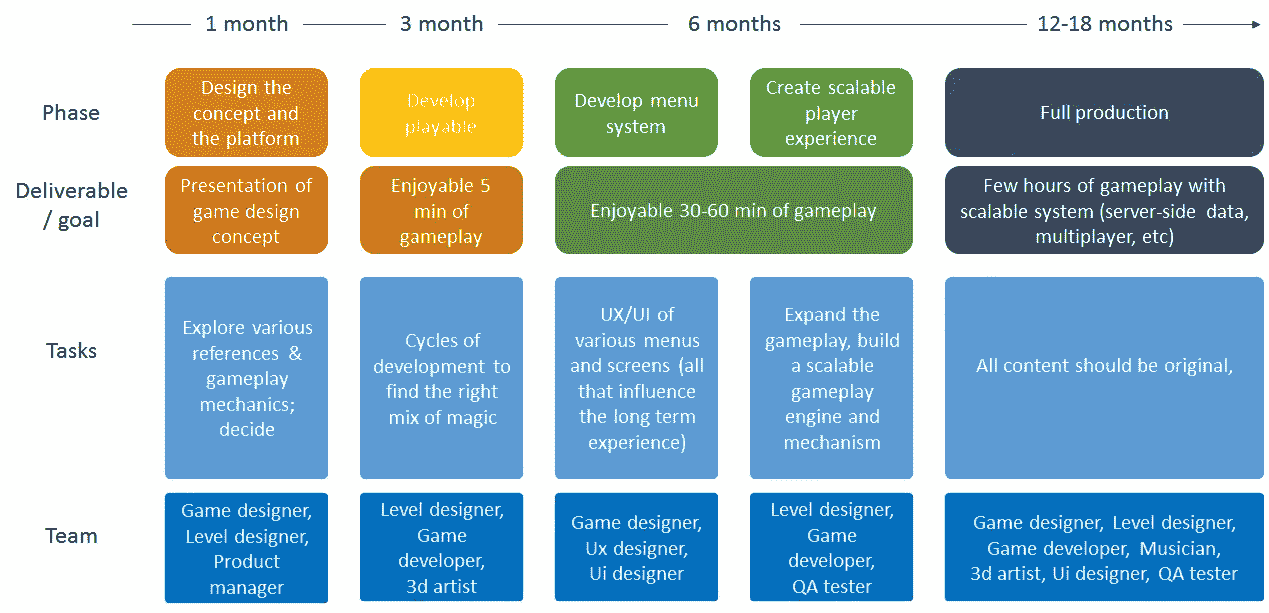 1 month
3 month
6 months
12-18 months
Phase
Design the
concept and
the platform
Develop
playable
Develop menu
system
Create scalable
player
experience
Full production
Deliverable
/ goal
Presentation of
game design
concept
Enjoyable 5
min of
gameplay
Enjoyable 30-60 min of gameplay
Few hours of gameplay with
scalable system (server-side data,
multiplayer, etc)
Tasks
Explore various
references &
gameplay
mechanics;
decide
Cycles of
development to
find the right
mix of magic
UX/UI of
various menus
and screens (all
that influence
the long term
experience)
Expand the
gameplay, build
a scalable
gameplay
engine and
mechanism
All content should be original,
Team
Game designer,
Level designer,
Product
manager
Level designer,
Game
developer,
3d artist
Game designer,
Ux designer,
Ui designer
Level designer,
Game
developer,
QA tester
Game designer, Level designer,
Game developer, Musician,
3d artist, Ui designer, QA tester